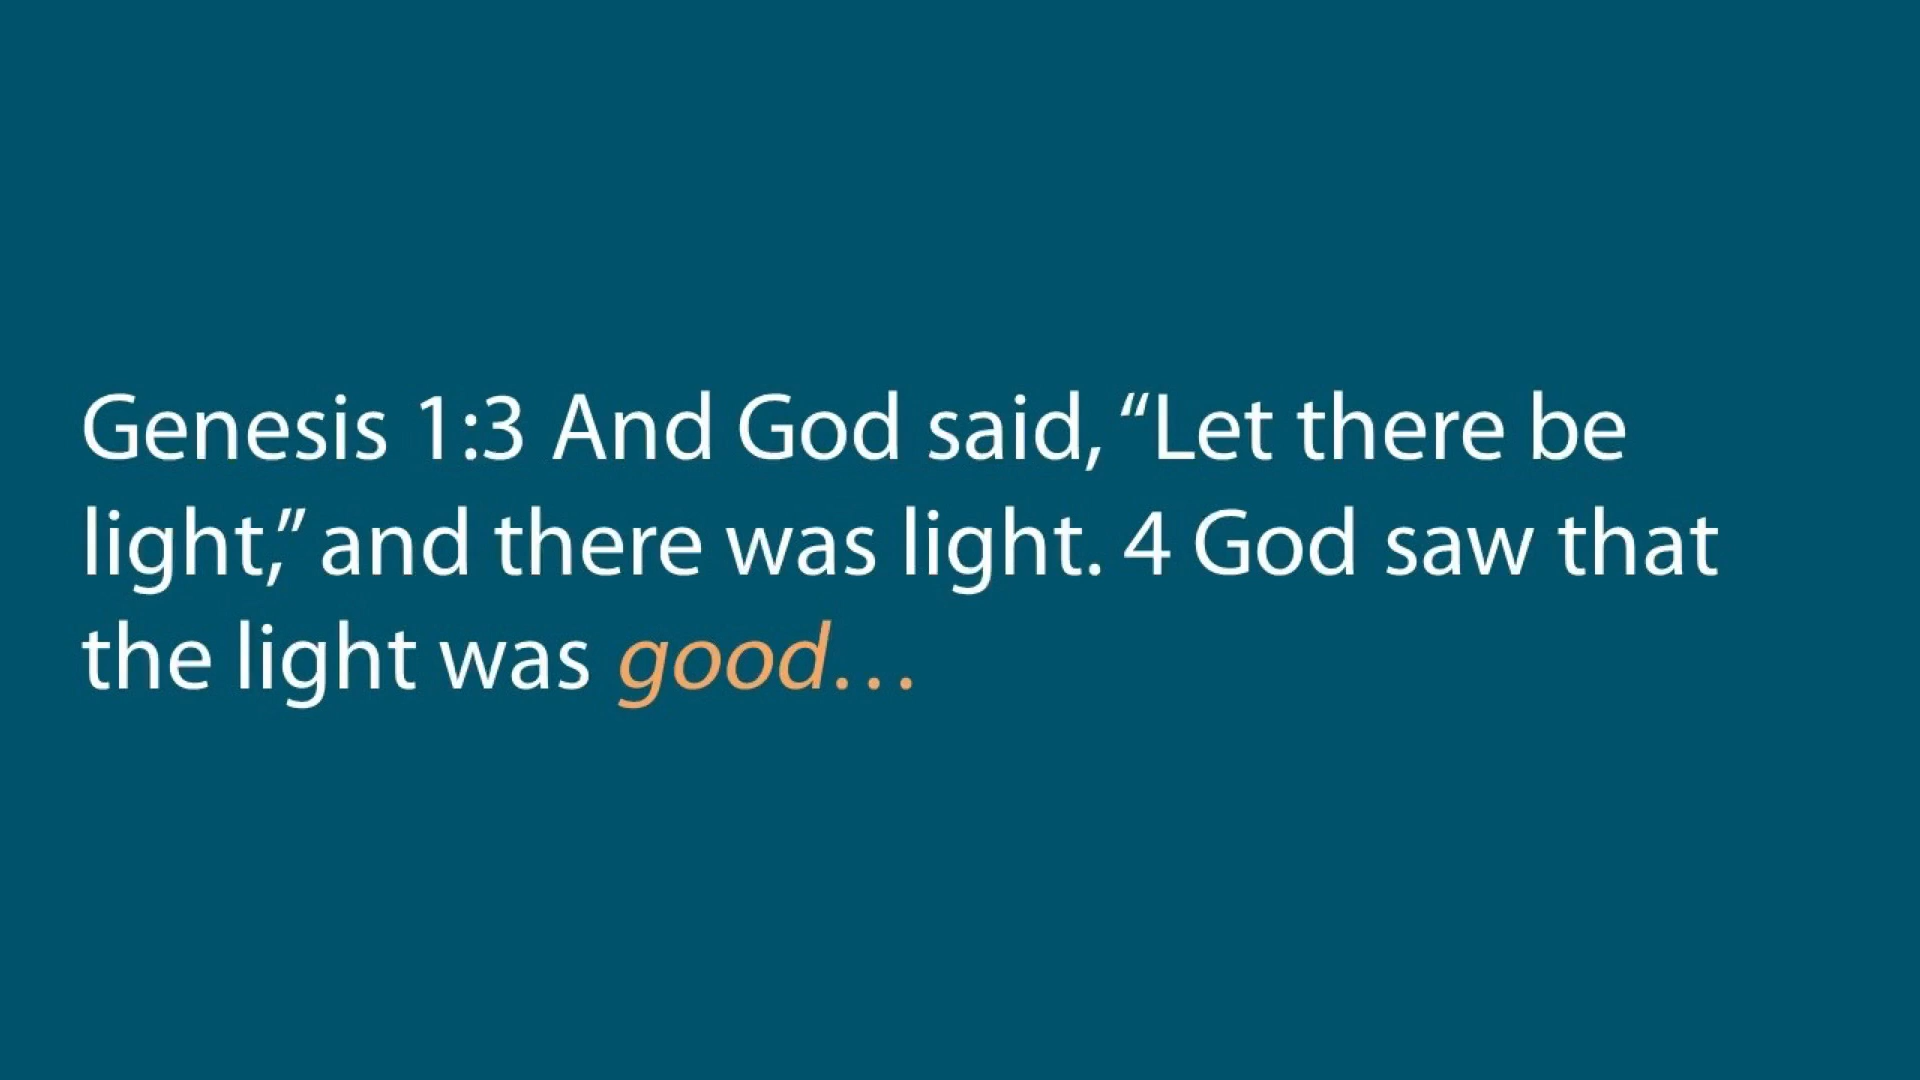 Genesis 1:3 And God said, “Let there be
light,” and there was light. 4 God saw that
the light was good…